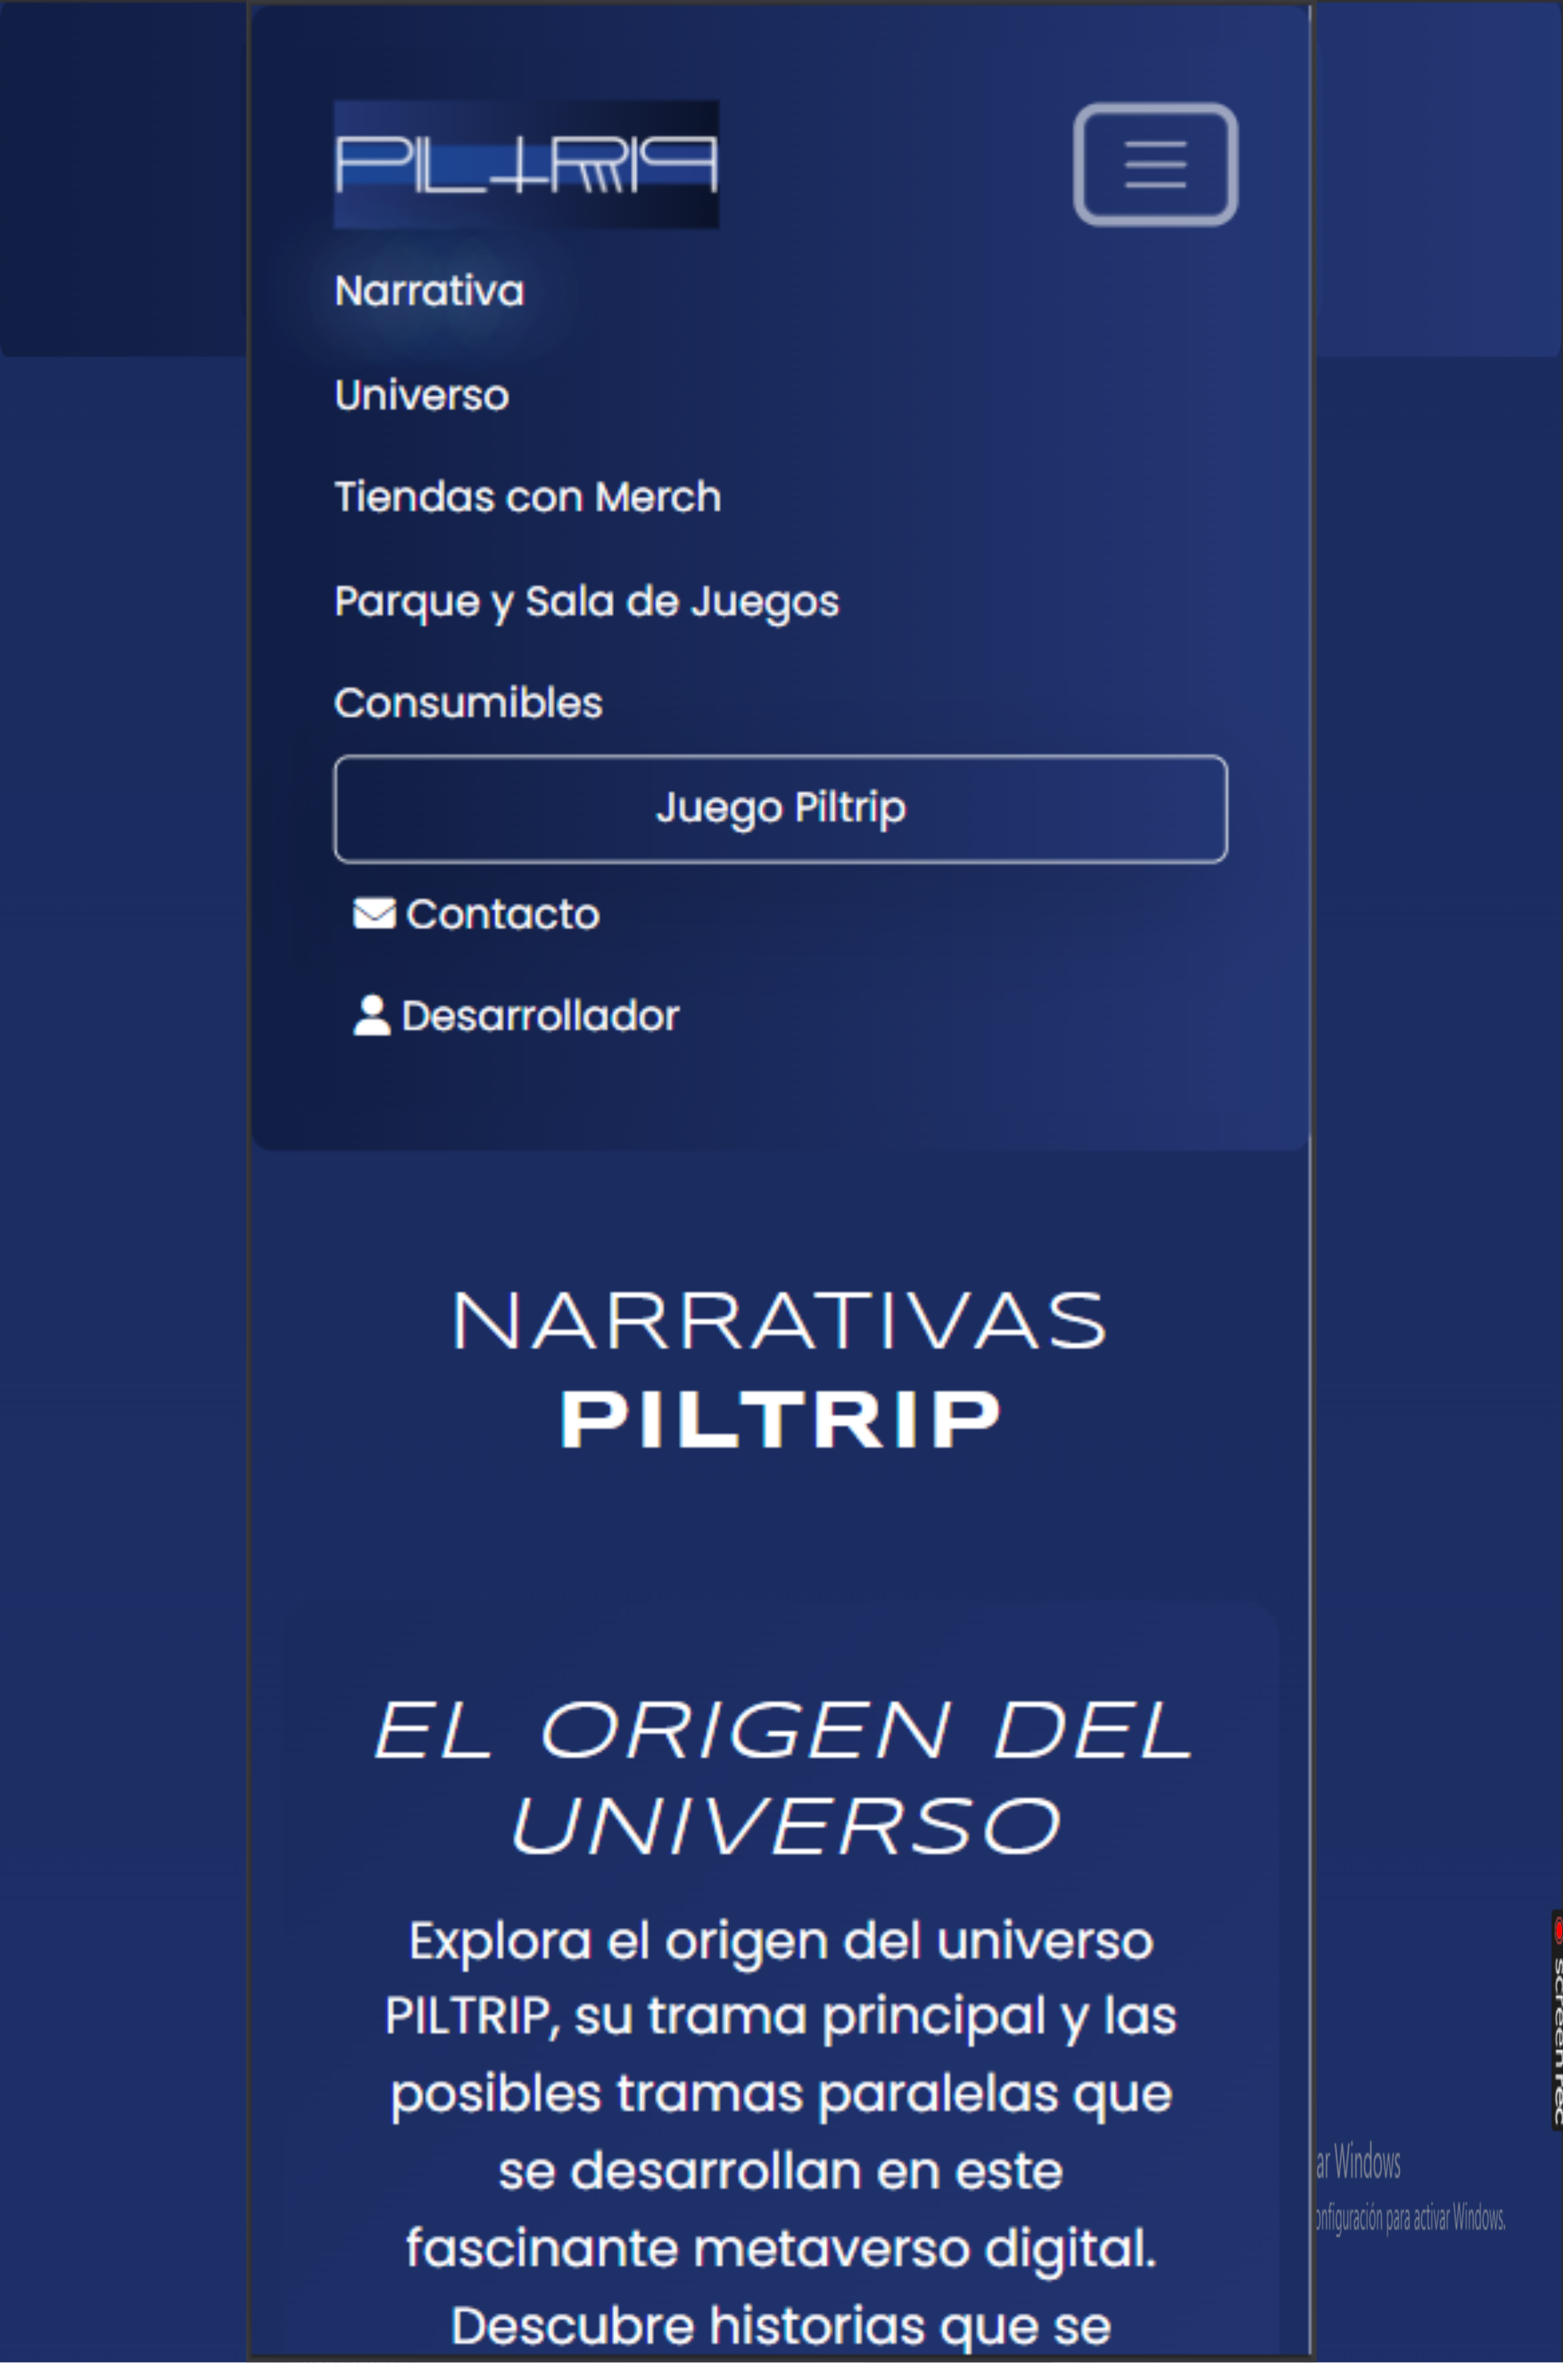 PILTRIP
Narrativa
Universo
Tiendas con Merch
Parque y Sala de Juegos
Consumibles
Juego Piltrip
Contacto
Desarrollador
NARRATIVAS
PILTRIP
EL ORIGEN DEL
UNIVERSO
Explora el origen del universo
PILTRIP, su trama principal y las
posibles tramas paralelas que
se desarrollan en este
fascinante metaverso digital.
Descubre historias que se
ar Windows
onfiguración para activar Windows.
screenrec